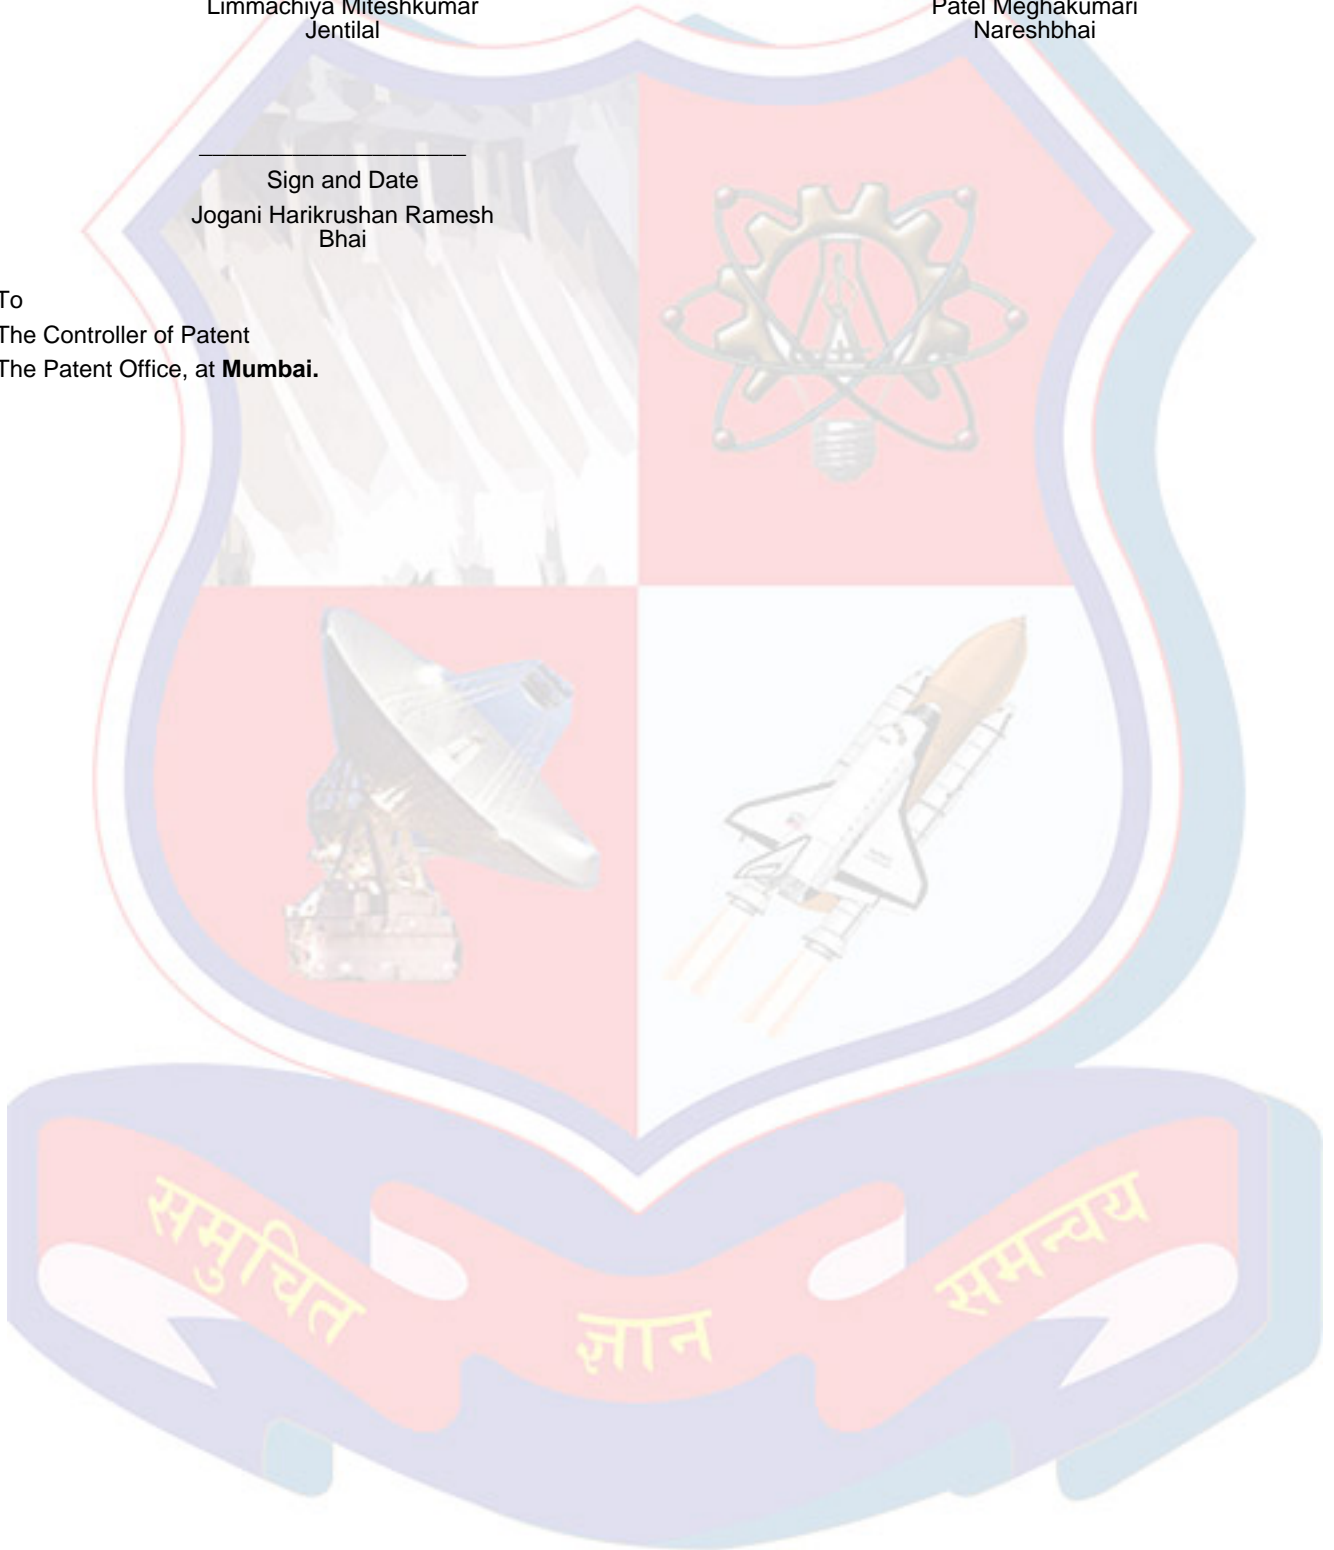 Limmachiya Miteshkumar
Jentilal
Patel Meghakumari
Nareshbhai
____________________
Sign and Date
Jogani Harikrushan Ramesh
Bhai
To
The Controller of Patent
The Patent Office, at Mumbai.
समुचित
ज्ञान
समन्वय